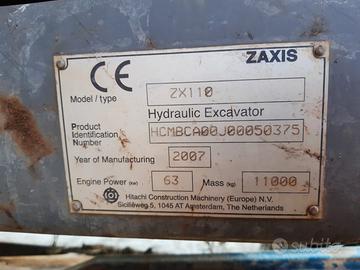 CE
ZAXIS
Model / type ZX110
Hydraulic Excavator
Product Identification Number HCMBCA00J00050375
Year of Manufacturing 2007
Engine Power (kw) 63 Mass (kg) 11000
Hitachi Construction Machinery (Europe) N.V.
Siciliëweg 5, 1045 AT Amsterdam, The Netherlands
subito